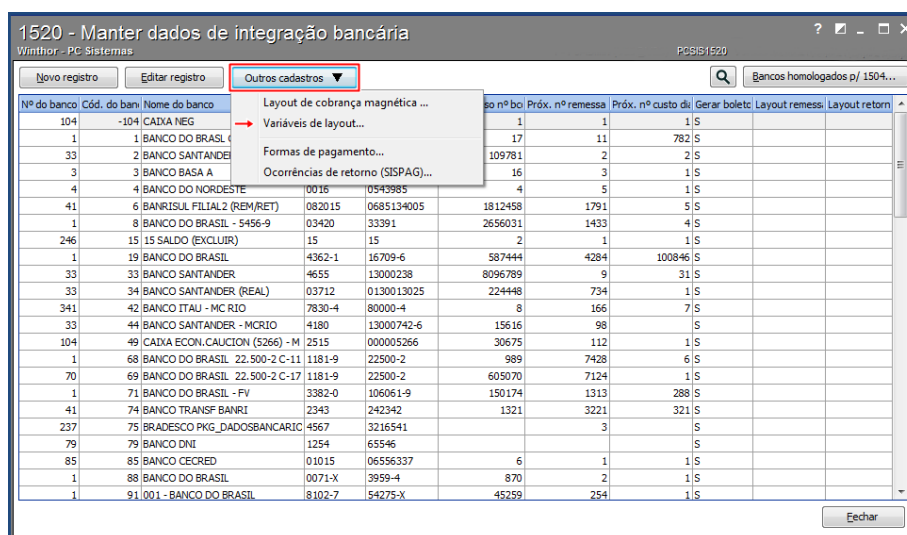 1520 - Manter dados de integração bancária
Winthor - PC Sistemas PCSIS1520
Novo registro Editar registro Outros cadastros ▼ Bancos homologados p/ 1504...
Nº do banco Cód. do ban Nome do banco so nº bo Próx. nº remessa Próx. nº custo dia Gerar boleto Layout remess Layout retorn
Layout de cobrança magnética ...
Variáveis de layout...
Formas de pagamento...
Ocorrências de retorno (SISPAG)...
104 -104 CAIXA NEG 1 1 1 S
1 1 BANCO DO BRASL 17 11 782 S
33 2 BANCO SANTANDE 109781 2 2 S
3 3 BANCO BASA A 16 3 1 S
4 4 BANCO DO NORDESTE 0016 0543985 4 5 1 S
41 6 BANRISUL FILIAL2 (REM/RET) 082015 0685134005 1812458 1791 5 S
1 8 BANCO DO BRASIL - 5456-9 03420 33391 2656031 1433 4 S
246 15 15 SALDO (EXCLUIR) 15 15 2 1 1 S
1 19 BANCO DO BRASIL 4362-1 16709-6 587444 4284 100846 S
33 33 BANCO SANTANDER 4655 13000238 8096789 9 31 S
33 34 BANCO SANTANDER (REAL) 03712 0130013025 224448 734 1 S
341 42 BANCO ITAU - MC RIO 7830-4 80000-4 8 166 7 S
33 44 BANCO SANTANDER - MCRIO 4180 13000742-6 15616 98 S
104 49 CAIXA ECON.CAUCION (5266) - M 2515 000005266 30675 112 1 S
1 68 BANCO DO BRASIL 22.500-2 C-11 1181-9 22500-2 989 7428 6 S
70 69 BANCO DO BRASIL 22.500-2 C-17 1181-9 22500-2 605070 7124 1 S
1 71 BANCO DO BRASIL - FV 3382-0 106061-9 150174 1313 288 S
41 74 BANCO TRANSF BANRI 2343 242342 1321 3221 321 S
237 75 BRADESCO PKG_DADOSBANCARIO 4567 3216541 3 S
79 79 BANCO DNI 1254 65546 S
85 85 BANCO CECRED 01015 06556337 6 1 1 S
1 88 BANCO DO BRASIL 0071-X 3959-4 870 2 1 S
1 91 001 - BANCO DO BRASIL 8102-7 54275-X 45259 254 1 S
Fechar